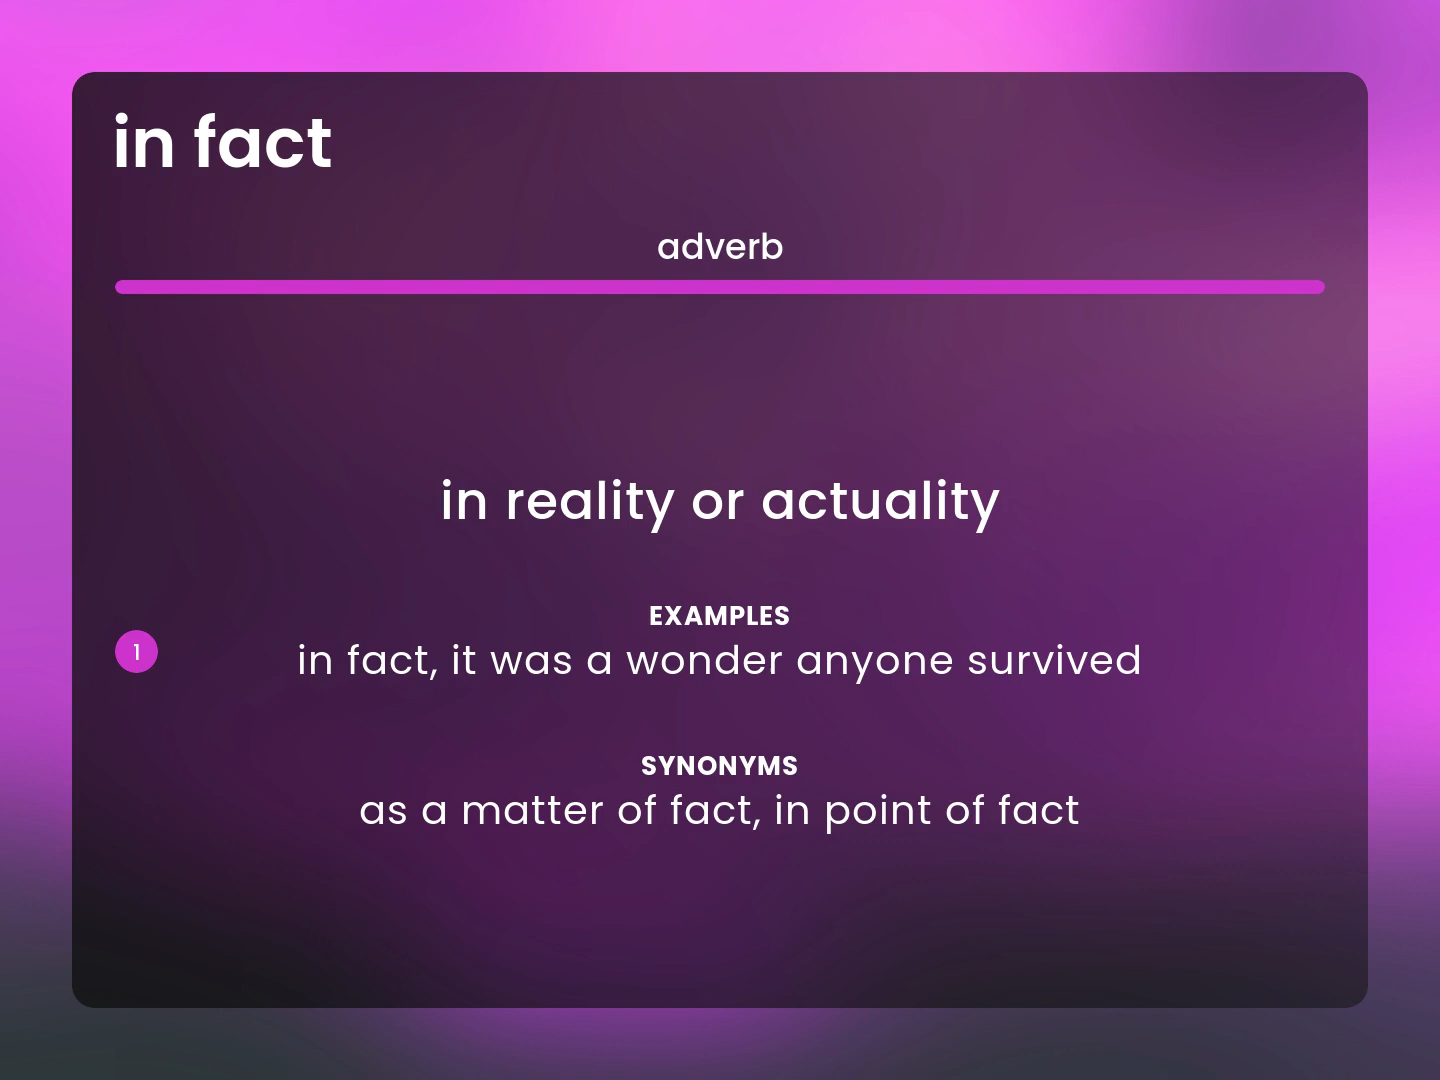 in fact
adverb
in reality or actuality
EXAMPLES
1
in fact, it was a wonder anyone survived
SYNONYMS
as a matter of fact, in point of fact